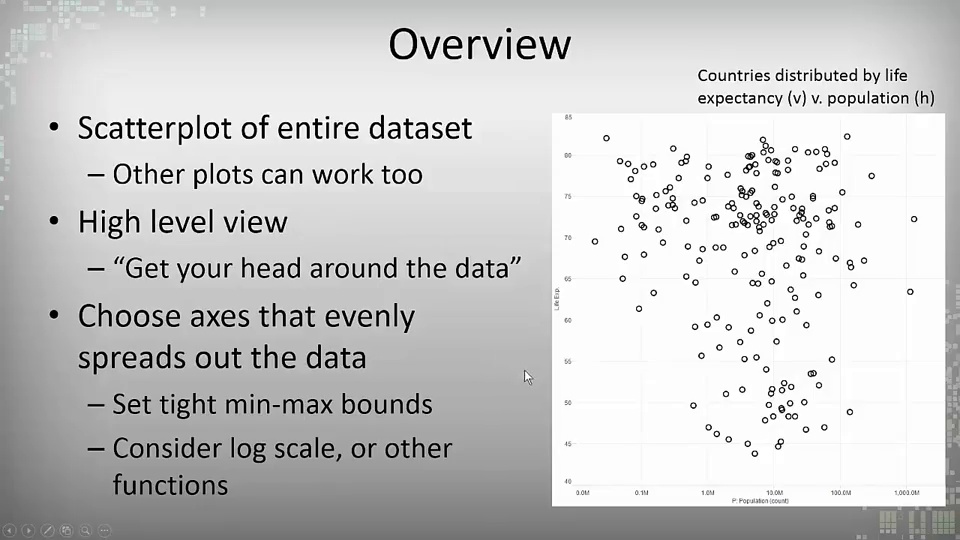 Overview
Countries distributed by life
expectancy (v) v. population (h)
• Scatterplot of entire dataset
– Other plots can work too
• High level view
– “Get your head around the data”
• Choose axes that evenly
spreads out the data
– Set tight min-max bounds
– Consider log scale, or other
functions
85
80
75
70
65
60
55
50
45
40
Life Exp.
0.0M 0.1M 1.0M 10.0M 100.0M 1,000.0M
P: Population (count)